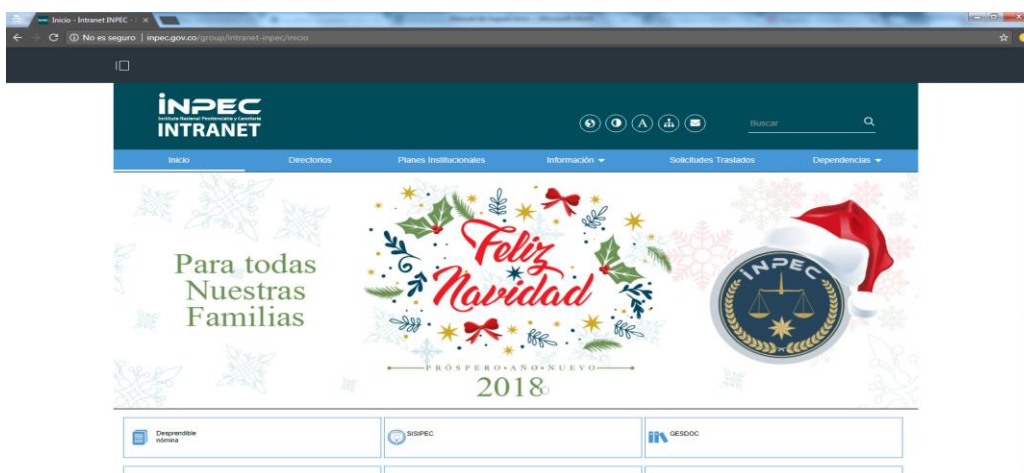 Inicio - Intranet INPEC - I
No es seguro | inpec.gov.co/group/intranet-inpec/inicio
INPEC
Instituto Nacional Penitenciario y Carcelario
INTRANET
A
Buscar
Inicio
Directorios
Planes Institucionales
Información
Solicitudes Traslados
Dependencias
Para todas
Nuestras
Familias
Feliz
Navidad
PRÓSPERO•AÑO•NUEVO
2018
INPEC
Desprendible
nómina
SISIPEC
GESDOC